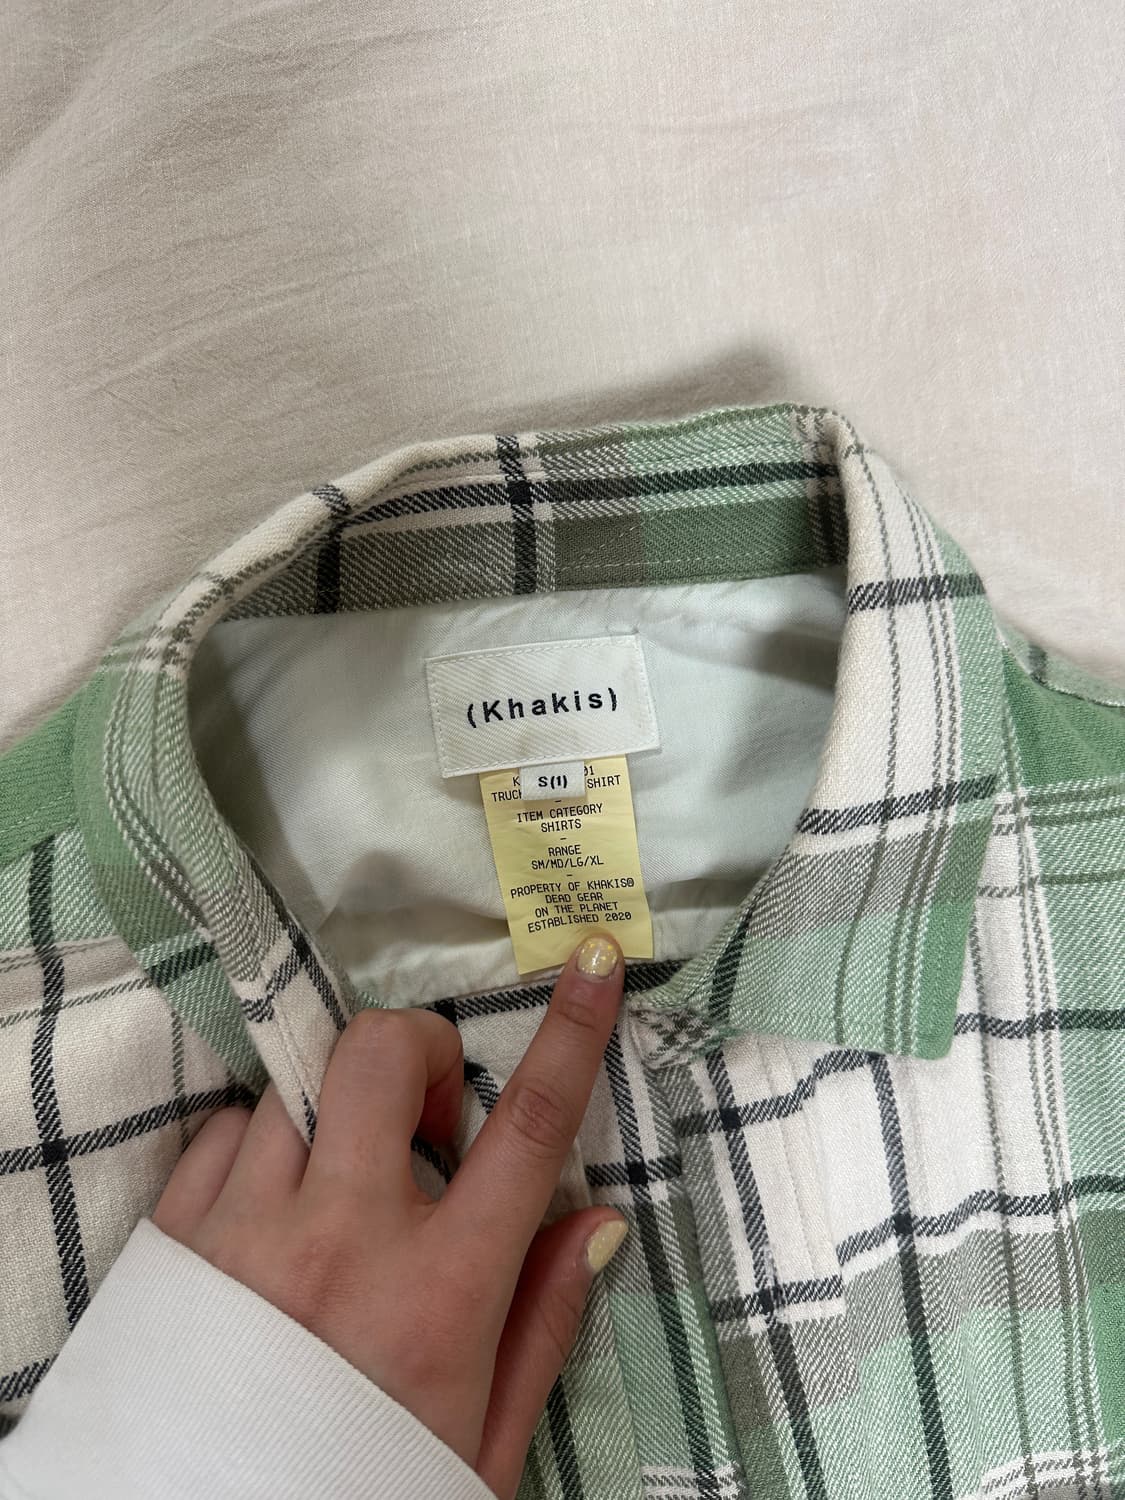 (Khakis)
S(1)
SHIRT
ITEM CATEGORY
SHIRTS
-
RANGE
SM/MD/LG/XL
-
PROPERTY OF KHAKIS®
DEAD GEAR
ON THE PLANET
ESTABLISHED 2020